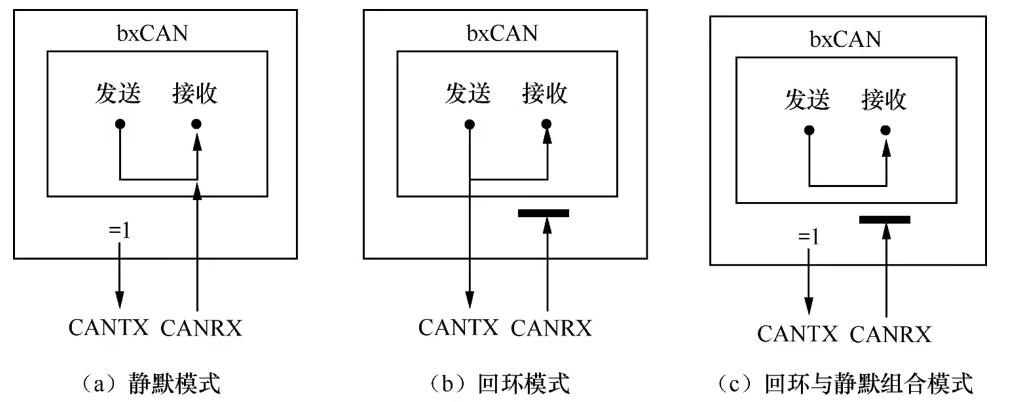 bxCAN
发送 接收
=1
CANTX CANRX
（a）静默模式
bxCAN
发送 接收
CANTX CANRX
（b）回环模式
bxCAN
发送 接收
=1
CANTX CANRX
（c）回环与静默组合模式